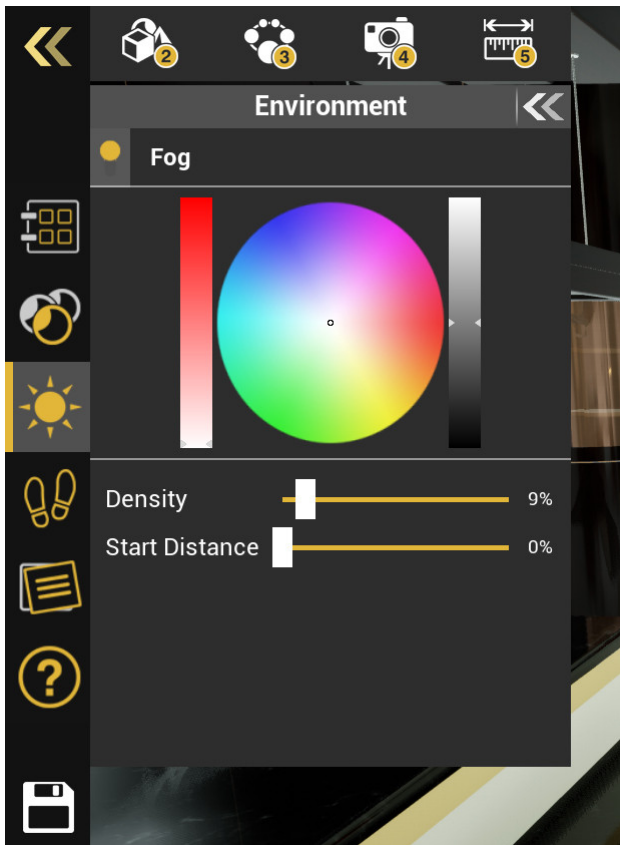 2 3 4 5
Environment
Fog
Density 9%
Start Distance 0%
?